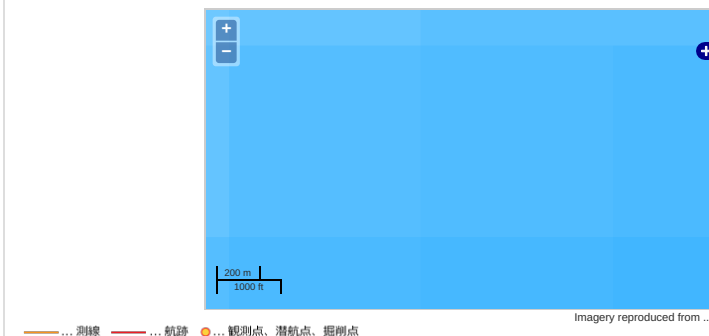 +
−
200 m
1000 ft
Imagery reproduced from ..
... 測線 ... 航跡 ... 観測点、潜航点、掘削点